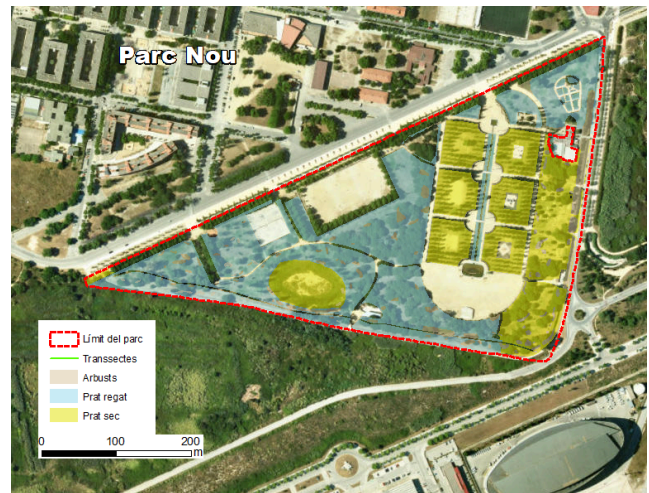 Parc Nou
Límit del parc
Transsectes
Arbusts
Prat regat
Prat sec
0 100 200
m